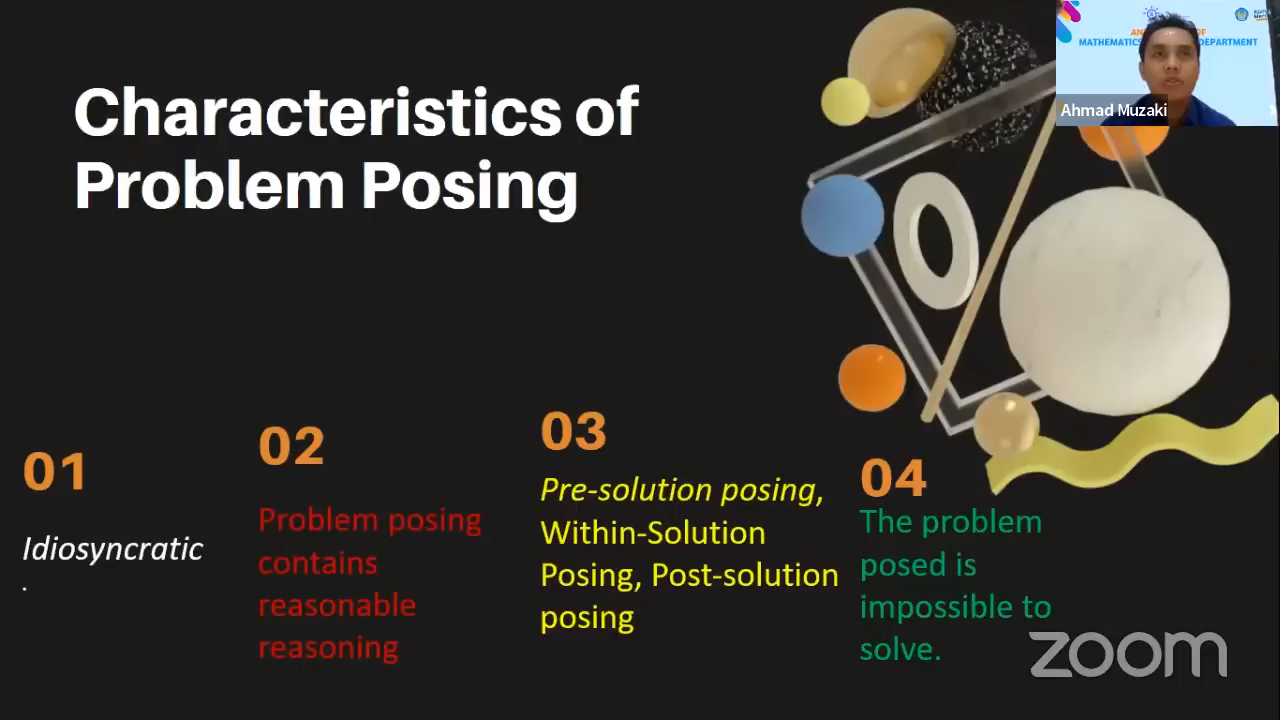 Characteristics of
Problem Posing
01
Idiosyncratic
.
02
Problem posing
contains
reasonable
reasoning
03
Pre-solution posing,
Within-Solution
Posing, Post-solution
posing
04
The problem
posed is
impossible to
solve.
MATHEMATICS DEPARTMENT
Ahmad Muzaki
zoom